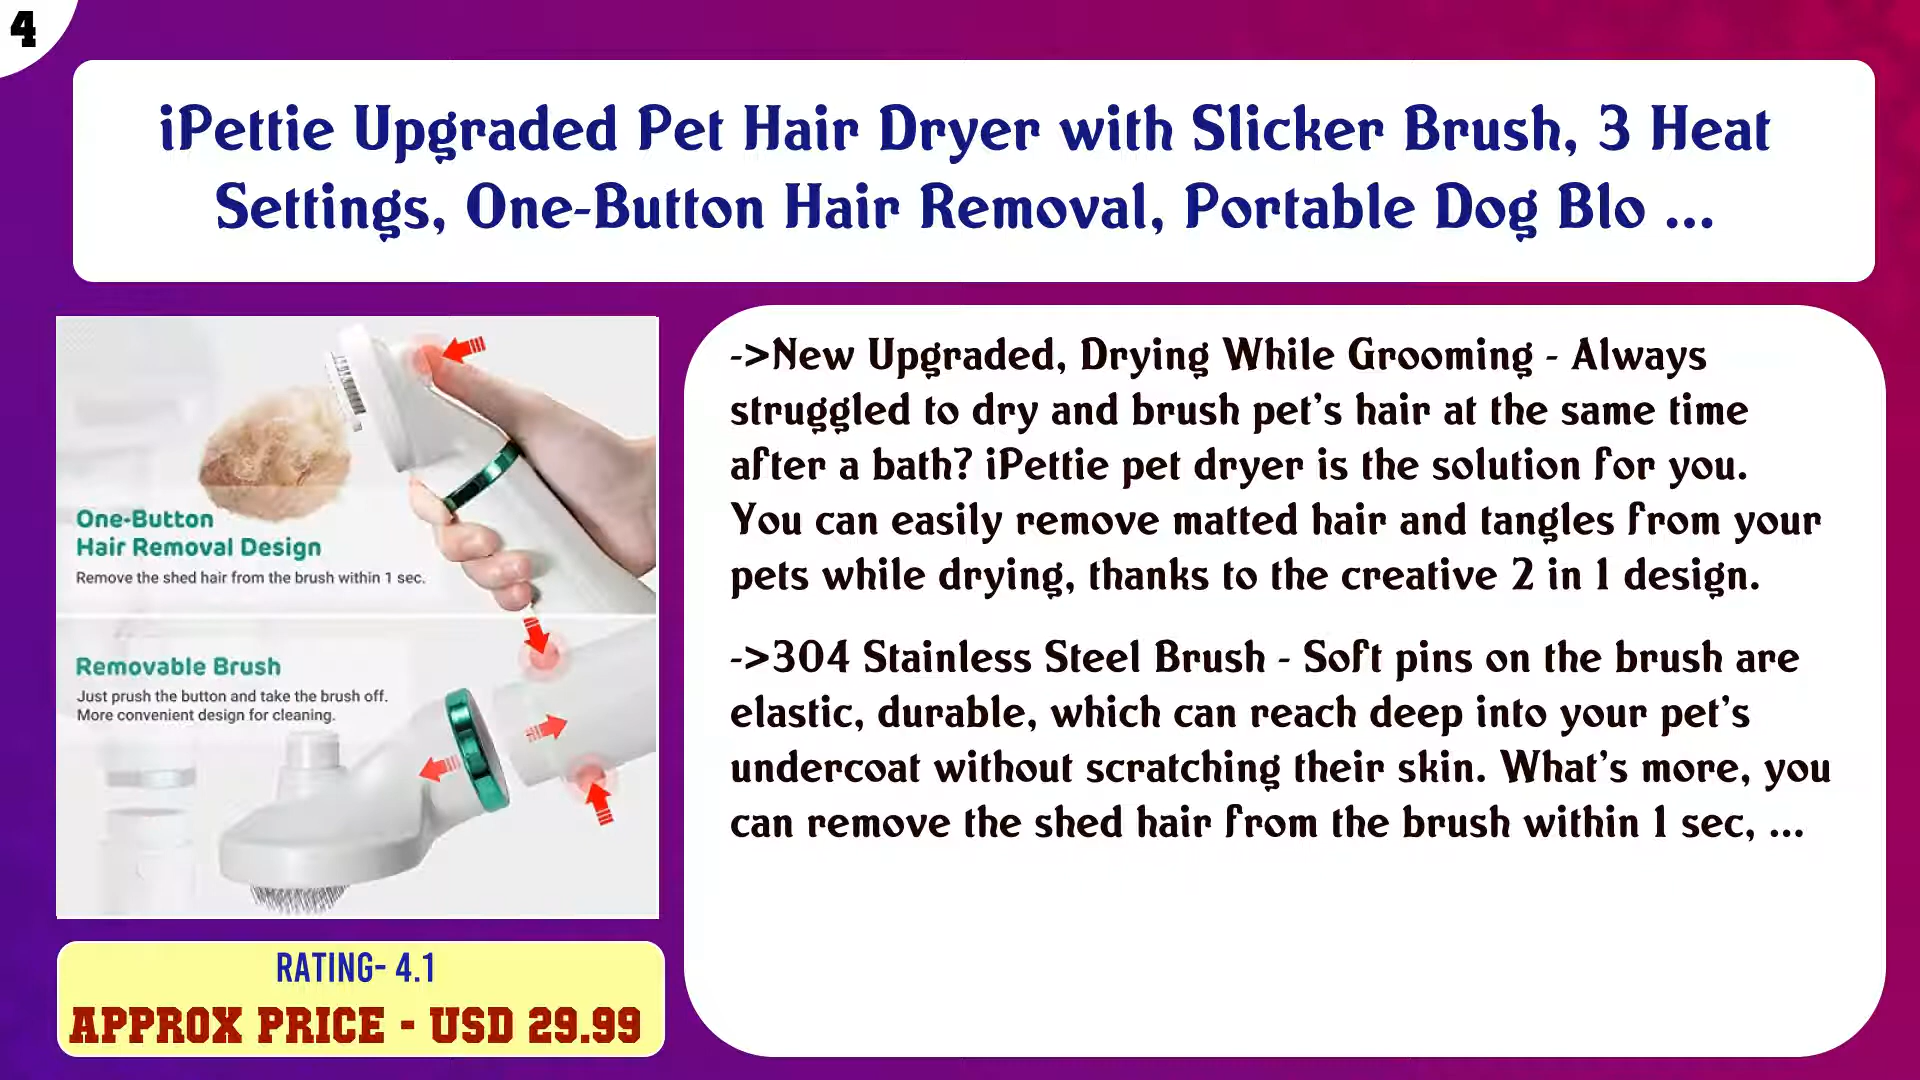 4
iPettie Upgraded Pet Hair Dryer with Slicker Brush, 3 Heat
Settings, One-Button Hair Removal, Portable Dog Blo ...
One-Button
Hair Removal Design
Remove the shed hair from the brush within 1 sec.
Removable Brush
Just prush the button and take the brush off.
More convenient design for cleaning.
RATING- 4.1
APPROX PRICE - USD 29.99
->New Upgraded, Drying While Grooming - Always
struggled to dry and brush pet's hair at the same time
after a bath? iPettie pet dryer is the solution for you.
You can easily remove matted hair and tangles from your
pets while drying, thanks to the creative 2 in 1 design.
->304 Stainless Steel Brush - Soft pins on the brush are
elastic, durable, which can reach deep into your pet's
undercoat without scratching their skin. What's more, you
can remove the shed hair from the brush within 1 sec, ...